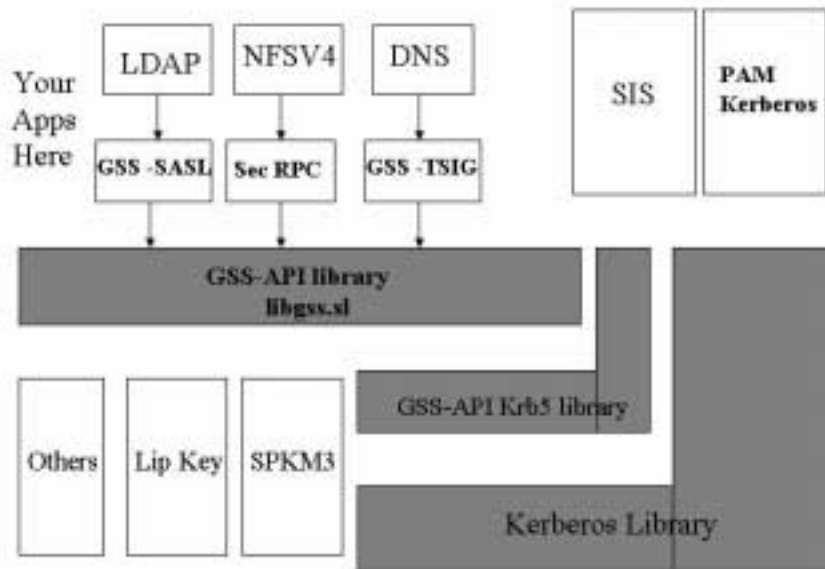 LDAP
NFSV4
DNS
SIS
PAM
Kerberos
Your
Apps
Here
GSS -SASL
Sec RPC
GSS -TSIG
GSS-API library
libgss.sl
GSS-API Krb5 library
Others
Lip Key
SPKM3
Kerberos Library